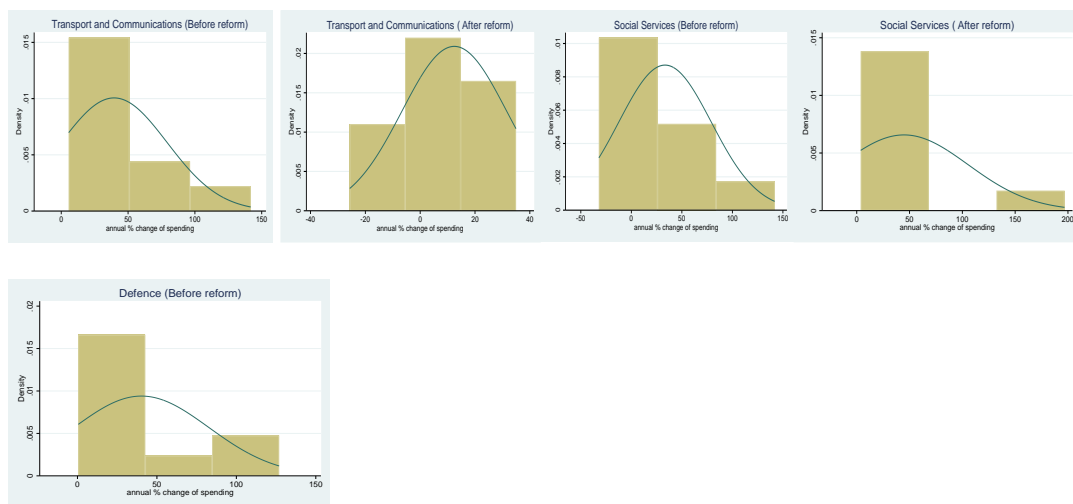 Transport and Communications (Before reform)
Density
0 .005 .01 .015
0 50 100 150
annual % change of spending
Transport and Communications ( After reform)
Density
0 .005 .01 .015 .02
-40 -20 0 20 40
annual % change of spending
Social Services (Before reform)
Density
0 .002 .004 .006 .008 .01
-50 0 50 100 150
annual % change of spending
Social Services ( After reform)
Density
0 .005 .01 .015
0 50 100 150 200
annual % change of spending
Defence (Before reform)
Density
0 .005 .01 .015 .02
0 50 100 150
annual % change of spending